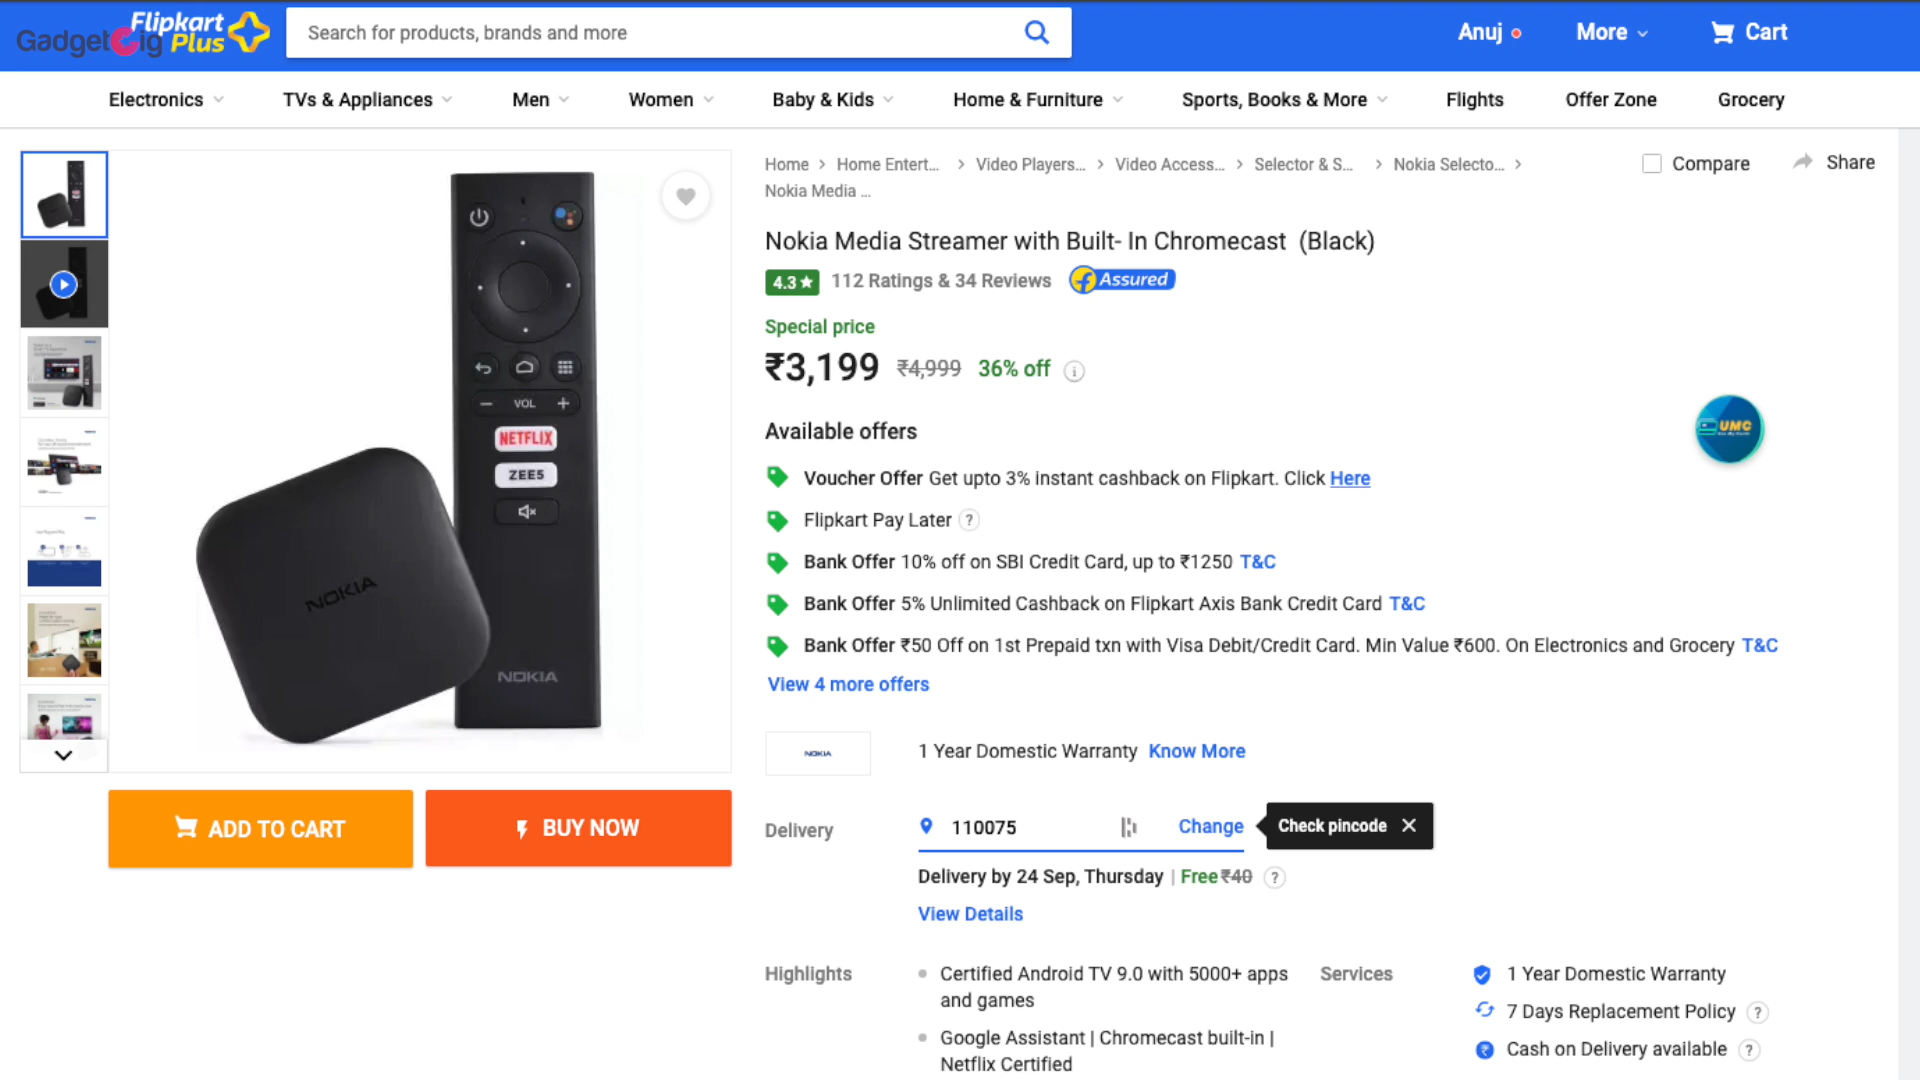 Flipkart
Plus
GadgetGig
Search for products, brands and more
Anuj
More
Cart
Electronics
TVs & Appliances
Men
Women
Baby & Kids
Home & Furniture
Sports, Books & More
Flights
Offer Zone
Grocery
Home > Home Entert... > Video Players... > Video Access... > Selector & S... > Nokia Selecto... >
Nokia Media ...
Compare
Share
Nokia Media Streamer with Built- In Chromecast (Black)
4.3★ 112 Ratings & 34 Reviews
Assured
Special price
₹3,199 ₹4,999 36% off
Available offers
UMC
Voucher Offer Get upto 3% instant cashback on Flipkart. Click Here
Flipkart Pay Later ?
Bank Offer 10% off on SBI Credit Card, up to ₹1250 T&C
Bank Offer 5% Unlimited Cashback on Flipkart Axis Bank Credit Card T&C
Bank Offer ₹50 Off on 1st Prepaid txn with Visa Debit/Credit Card. Min Value ₹600. On Electronics and Grocery T&C
View 4 more offers
VOL
NETFLIX
ZEE5
NOKIA
NOKIA
NOKIA
1 Year Domestic Warranty Know More
ADD TO CART
BUY NOW
Delivery
110075
Change
Check pincode
Delivery by 24 Sep, Thursday | Free ₹40 ?
View Details
Highlights
Certified Android TV 9.0 with 5000+ apps
and games
Google Assistant | Chromecast built-in |
Netflix Certified
Services
1 Year Domestic Warranty
7 Days Replacement Policy ?
Cash on Delivery available ?